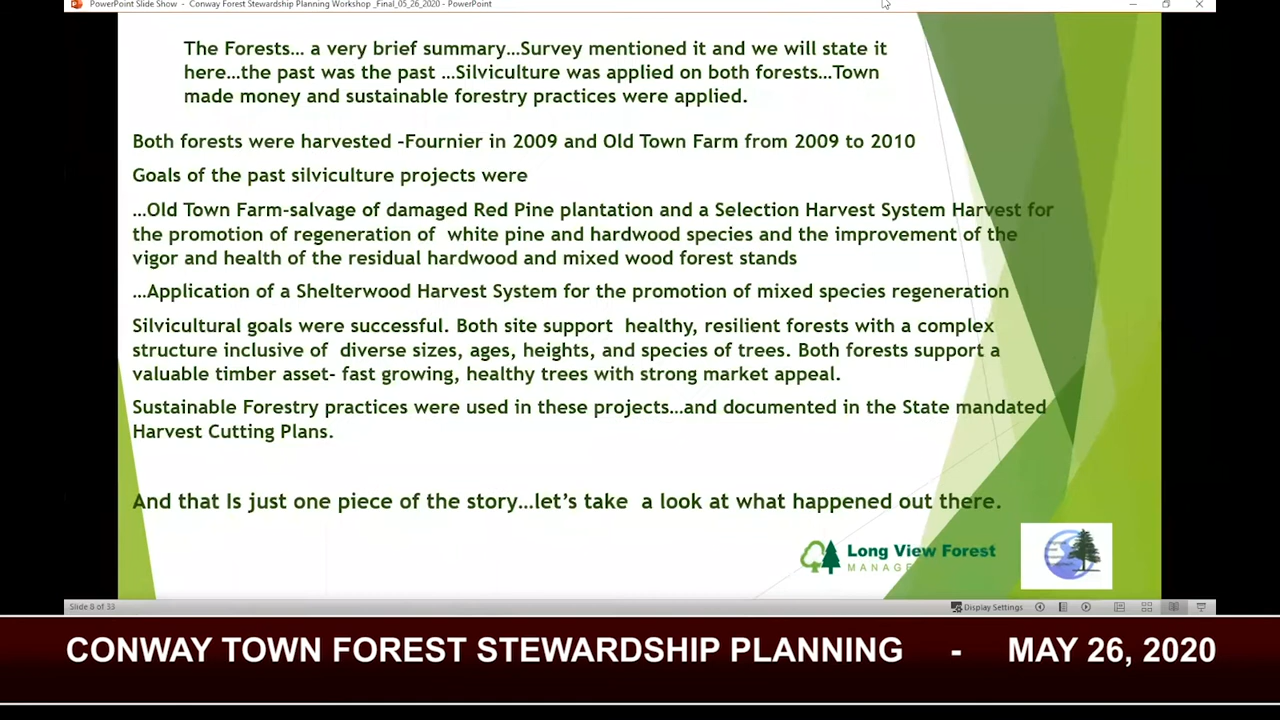 PowerPoint Slide Show - Conway Forest Stewardship Planning Workshop _Final_05_26_2020 - PowerPoint
The Forests… a very brief summary…Survey mentioned it and we will state it
here…the past was the past …Silviculture was applied on both forests…Town
made money and sustainable forestry practices were applied.
Both forests were harvested -Fournier in 2009 and Old Town Farm from 2009 to 2010
Goals of the past silviculture projects were
…Old Town Farm-salvage of damaged Red Pine plantation and a Selection Harvest System Harvest for
the promotion of regeneration of white pine and hardwood species and the improvement of the
vigor and health of the residual hardwood and mixed wood forest stands
…Application of a Shelterwood Harvest System for the promotion of mixed species regeneration
Silvicultural goals were successful. Both site support healthy, resilient forests with a complex
structure inclusive of diverse sizes, ages, heights, and species of trees. Both forests support a
valuable timber asset- fast growing, healthy trees with strong market appeal.
Sustainable Forestry practices were used in these projects…and documented in the State mandated
Harvest Cutting Plans.
And that Is just one piece of the story…let's take a look at what happened out there.
Long View Forest
Slide 8 of 33
Display Settings
CONWAY TOWN FOREST STEWARDSHIP PLANNING - MAY 26, 2020